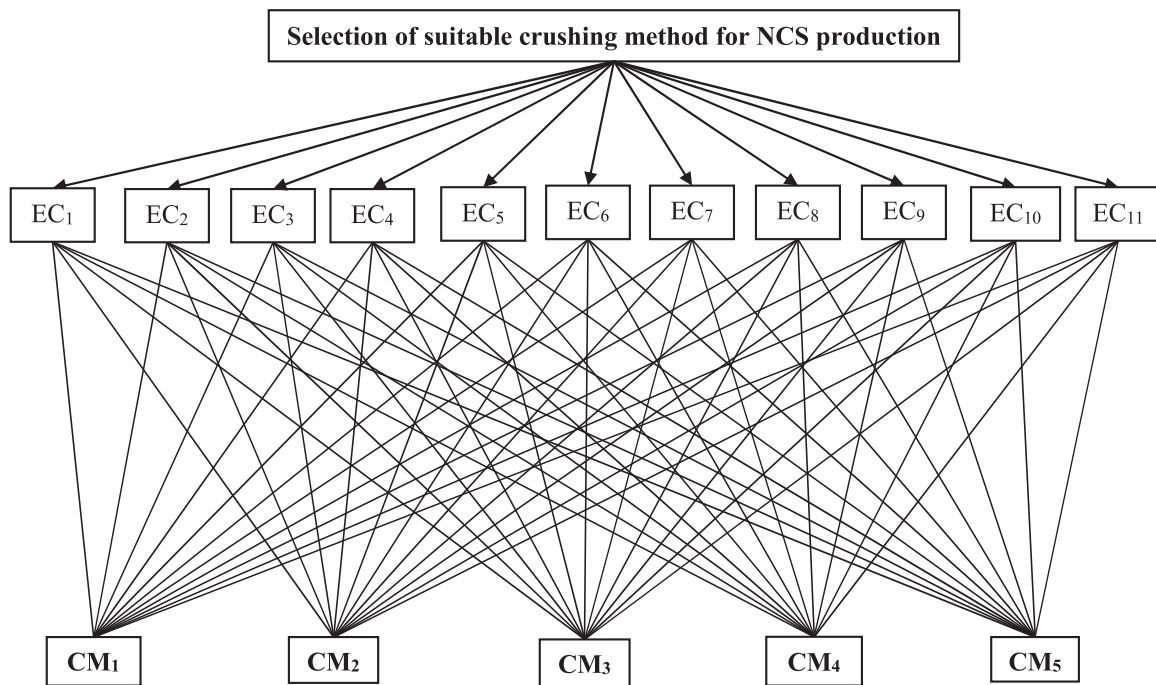 Selection of suitable crushing method for NCS production
EC₁ EC₂ EC₃ EC₄ EC₅ EC₆ EC₇ EC₈ EC₉ EC₁₀ EC₁₁
CM₁ CM₂ CM₃ CM₄ CM₅